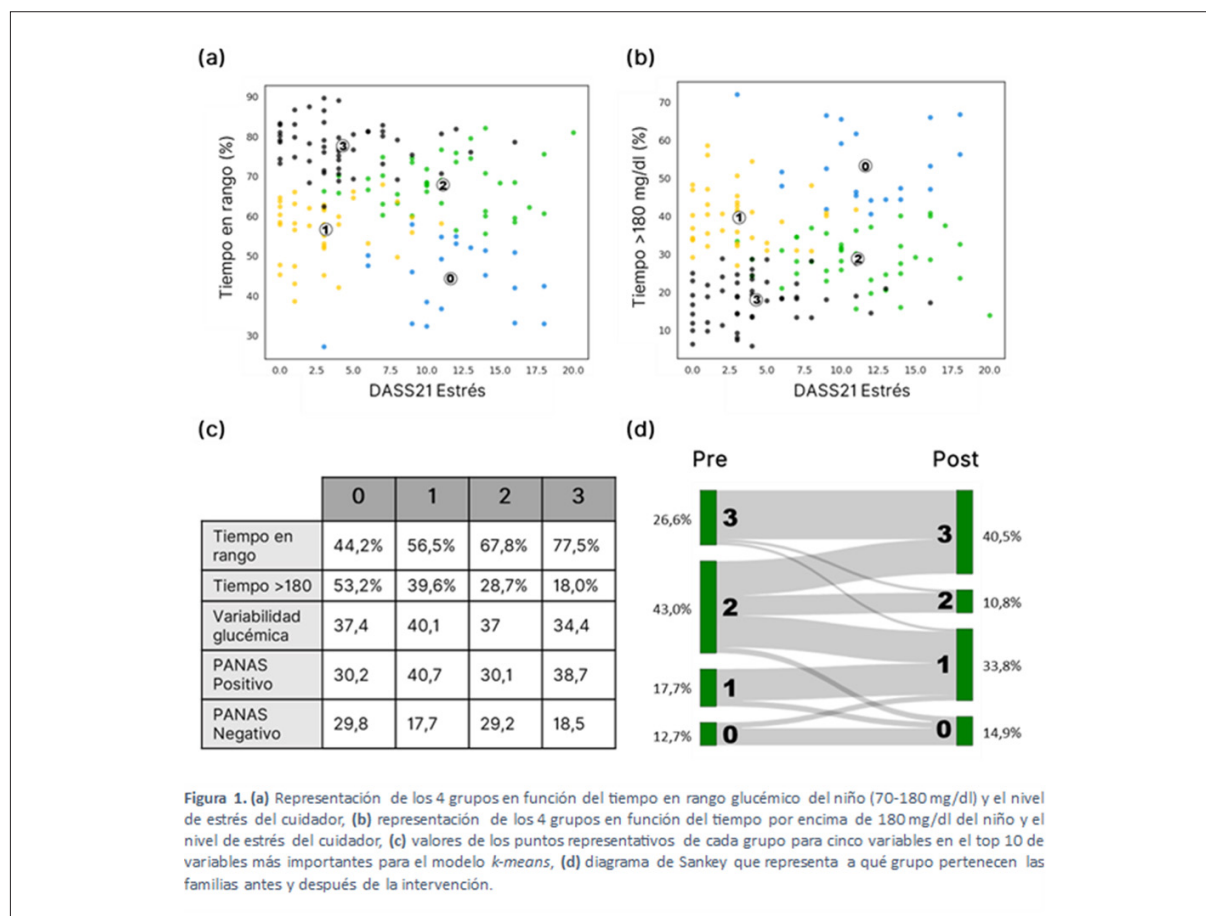 (a)
Tiempo en rango (%)
90
80
70
60
50
40
30
0.0 2.5 5.0 7.5 10.0 12.5 15.0 17.5 20.0
DASS21 Estrés
3
2
1
0
(b)
Tiempo >180 mg/dl (%)
70
60
50
40
30
20
10
0.0 2.5 5.0 7.5 10.0 12.5 15.0 17.5 20.0
DASS21 Estrés
0
1
2
3
(c)
0 1 2 3
Tiempo en
rango
44,2% 56,5% 67,8% 77,5%
Tiempo >180 53,2% 39,6% 28,7% 18,0%
Variabilidad
glucémica
37,4 40,1 37 34,4
PANAS
Positivo
30,2 40,7 30,1 38,7
PANAS
Negativo
29,8 17,7 29,2 18,5
(d)
Pre Post
26,6% 3
43,0% 2
17,7% 1
12,7% 0
3 40,5%
2 10,8%
1 33,8%
0 14,9%
Figura 1. (a) Representación de los 4 grupos en función del tiempo en rango glucémico del niño (70-180 mg/dl) y el nivel
de estrés del cuidador, (b) representación de los 4 grupos en función del tiempo por encima de 180 mg/dl del niño y el
nivel de estrés del cuidador, (c) valores de los puntos representativos de cada grupo para cinco variables en el top 10 de
variables más importantes para el modelo k-means, (d) diagrama de Sankey que representa a qué grupo pertenecen las
familias antes y después de la intervención.